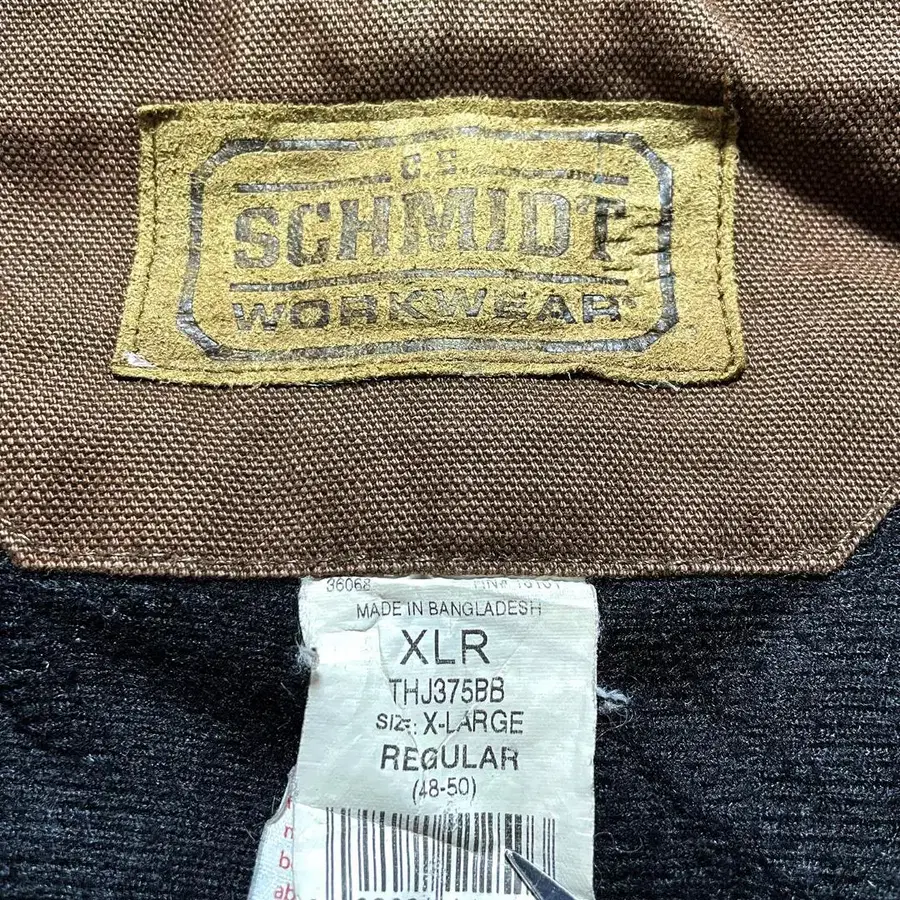 C.E.
SCHMIDT
WORKWEAR
36068
MADE IN BANGLADESH
XLR
THJ375BB
SIZE: X-LARGE
REGULAR
(48-50)